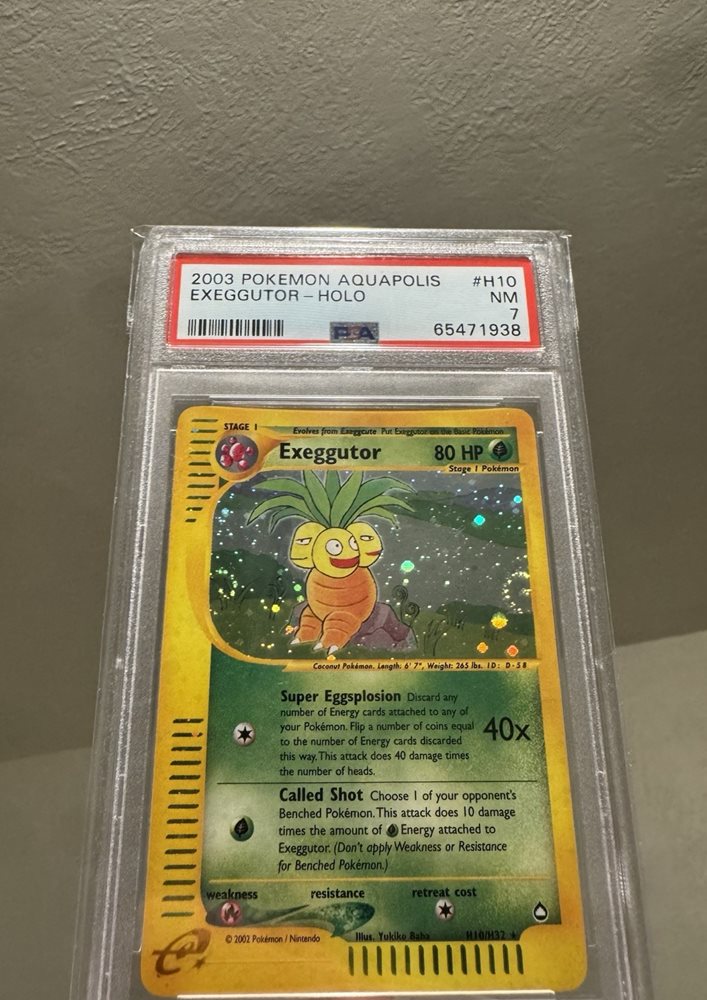 2003 POKEMON AQUAPOLIS #H10
EXEGGUTOR – HOLO NM
7
PSA 65471938
STAGE 1 Evolves from Exeggcute Put Exeggutor on the Basic Pokémon
Exeggutor 80 HP
Stage 1 Pokémon
Coconut Pokémon. Length: 6' 7", Weight: 265 lbs. ID: D-58
Super Eggsplosion Discard any
number of Energy cards attached to any of
your Pokémon. Flip a number of coins equal
to the number of Energy cards discarded
this way. This attack does 40 damage times
the number of heads.
40x
Called Shot Choose 1 of your opponent's
Benched Pokémon. This attack does 10 damage
times the amount of Energy attached to
Exeggutor. (Don't apply Weakness or Resistance
for Benched Pokémon.)
weakness resistance retreat cost
© 2002 Pokémon / Nintendo Illus. Yukiko Baba H10/H32 ★
e